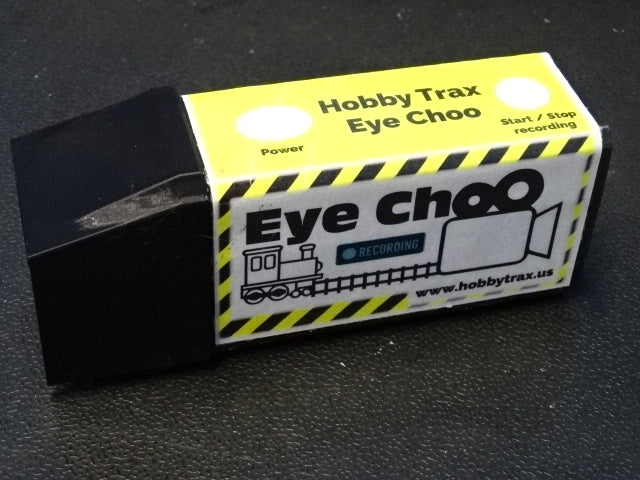 Hobby Trax
Eye Choo
Power
Start / Stop
recording
Eye Choo
RECORDING
www.hobbytrax.us